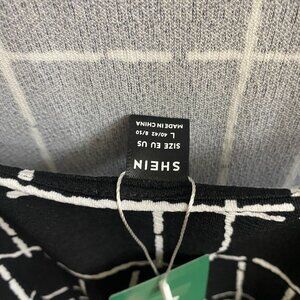 SHEIN
SIZE EU US
L 40/42 8/10
MADE IN CHINA